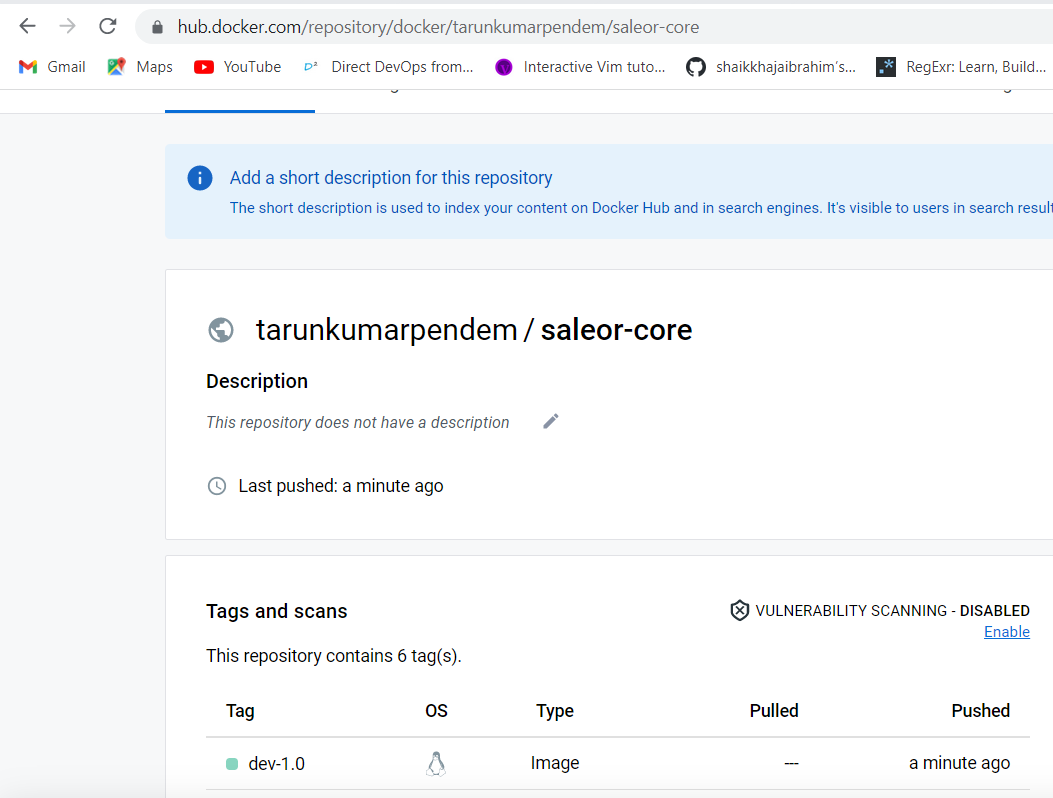 hub.docker.com/repository/docker/tarunkumarpendem/saleor-core
Gmail Maps YouTube Direct DevOps from... Interactive Vim tuto... shaikkhajaibrahim's... RegExr: Learn, Build...
Add a short description for this repository
The short description is used to index your content on Docker Hub and in search engines. It's visible to users in search result
tarunkumarpendem / saleor-core
Description
This repository does not have a description
Last pushed: a minute ago
Tags and scans
VULNERABILITY SCANNING - DISABLED
Enable
This repository contains 6 tag(s).
Tag OS Type Pulled Pushed
dev-1.0 Image --- a minute ago